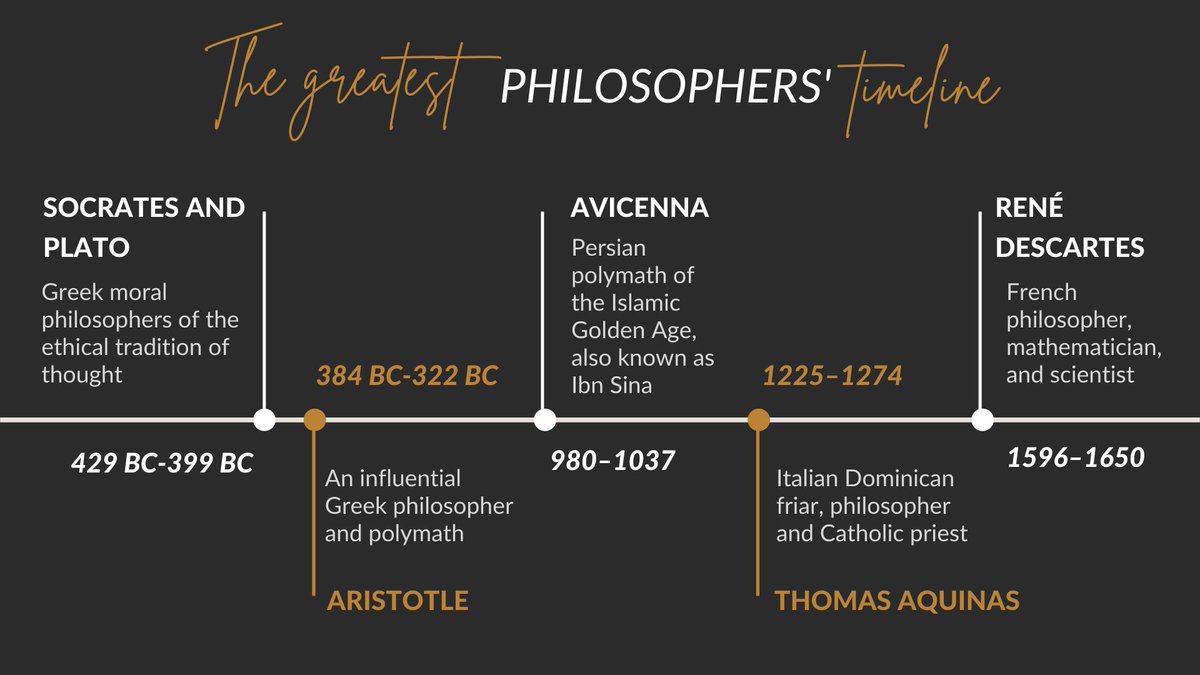 The greatest PHILOSOPHERS' timeline
SOCRATES AND
PLATO
Greek moral
philosophers of the
ethical tradition of
thought
429 BC-399 BC
384 BC-322 BC
An influential
Greek philosopher
and polymath
ARISTOTLE
AVICENNA
Persian
polymath of
the Islamic
Golden Age,
also known as
Ibn Sina
980–1037
1225–1274
Italian Dominican
friar, philosopher
and Catholic priest
THOMAS AQUINAS
RENÉ
DESCARTES
French
philosopher,
mathematician,
and scientist
1596–1650